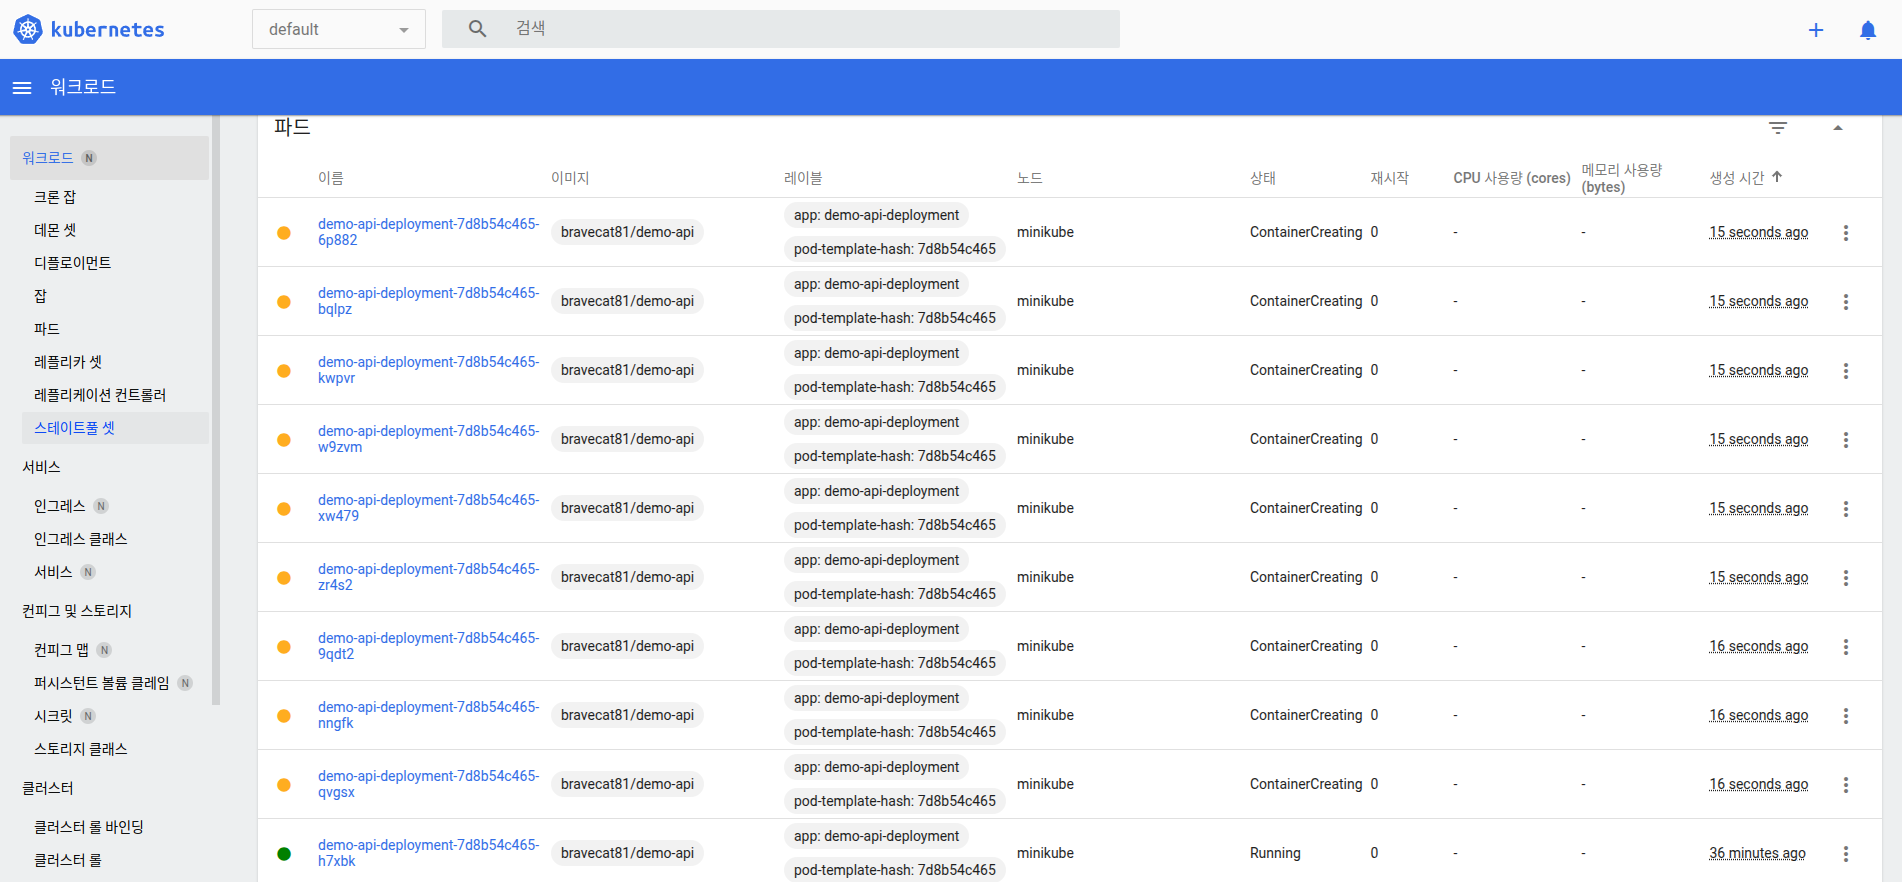 kubernetes
default
검색
워크로드
워크로드 N
크론 잡
데몬 셋
디플로이먼트
잡
파드
레플리카 셋
레플리케이션 컨트롤러
스테이트풀 셋
서비스
인그레스 N
인그레스 클래스
서비스 N
컨피그 및 스토리지
컨피그 맵 N
퍼시스턴트 볼륨 클레임 N
시크릿 N
스토리지 클래스
클러스터
클러스터 롤 바인딩
클러스터 롤
파드
이름 이미지 레이블 노드 상태 재시작 CPU 사용량 (cores) 메모리 사용량 생성 시간
(bytes)
app: demo-api-deployment
demo-api-deployment-7d8b54c465- bravecat81/demo-api minikube ContainerCreating 0 - - 15 seconds ago
6p882
pod-template-hash: 7d8b54c465
app: demo-api-deployment
demo-api-deployment-7d8b54c465- bravecat81/demo-api minikube ContainerCreating 0 - - 15 seconds ago
bqlpz
pod-template-hash: 7d8b54c465
app: demo-api-deployment
demo-api-deployment-7d8b54c465- bravecat81/demo-api minikube ContainerCreating 0 - - 15 seconds ago
kwpvr
pod-template-hash: 7d8b54c465
app: demo-api-deployment
demo-api-deployment-7d8b54c465- bravecat81/demo-api minikube ContainerCreating 0 - - 15 seconds ago
w9zvm
pod-template-hash: 7d8b54c465
app: demo-api-deployment
demo-api-deployment-7d8b54c465- bravecat81/demo-api minikube ContainerCreating 0 - - 15 seconds ago
xw479
pod-template-hash: 7d8b54c465
app: demo-api-deployment
demo-api-deployment-7d8b54c465- bravecat81/demo-api minikube ContainerCreating 0 - - 15 seconds ago
zr4s2
pod-template-hash: 7d8b54c465
app: demo-api-deployment
demo-api-deployment-7d8b54c465- bravecat81/demo-api minikube ContainerCreating 0 - - 16 seconds ago
9qdt2
pod-template-hash: 7d8b54c465
app: demo-api-deployment
demo-api-deployment-7d8b54c465- bravecat81/demo-api minikube ContainerCreating 0 - - 16 seconds ago
nngfk
pod-template-hash: 7d8b54c465
app: demo-api-deployment
demo-api-deployment-7d8b54c465- bravecat81/demo-api minikube ContainerCreating 0 - - 16 seconds ago
qvgsx
pod-template-hash: 7d8b54c465
app: demo-api-deployment
demo-api-deployment-7d8b54c465- bravecat81/demo-api minikube Running 0 - - 36 minutes ago
h7xbk
pod-template-hash: 7d8b54c465